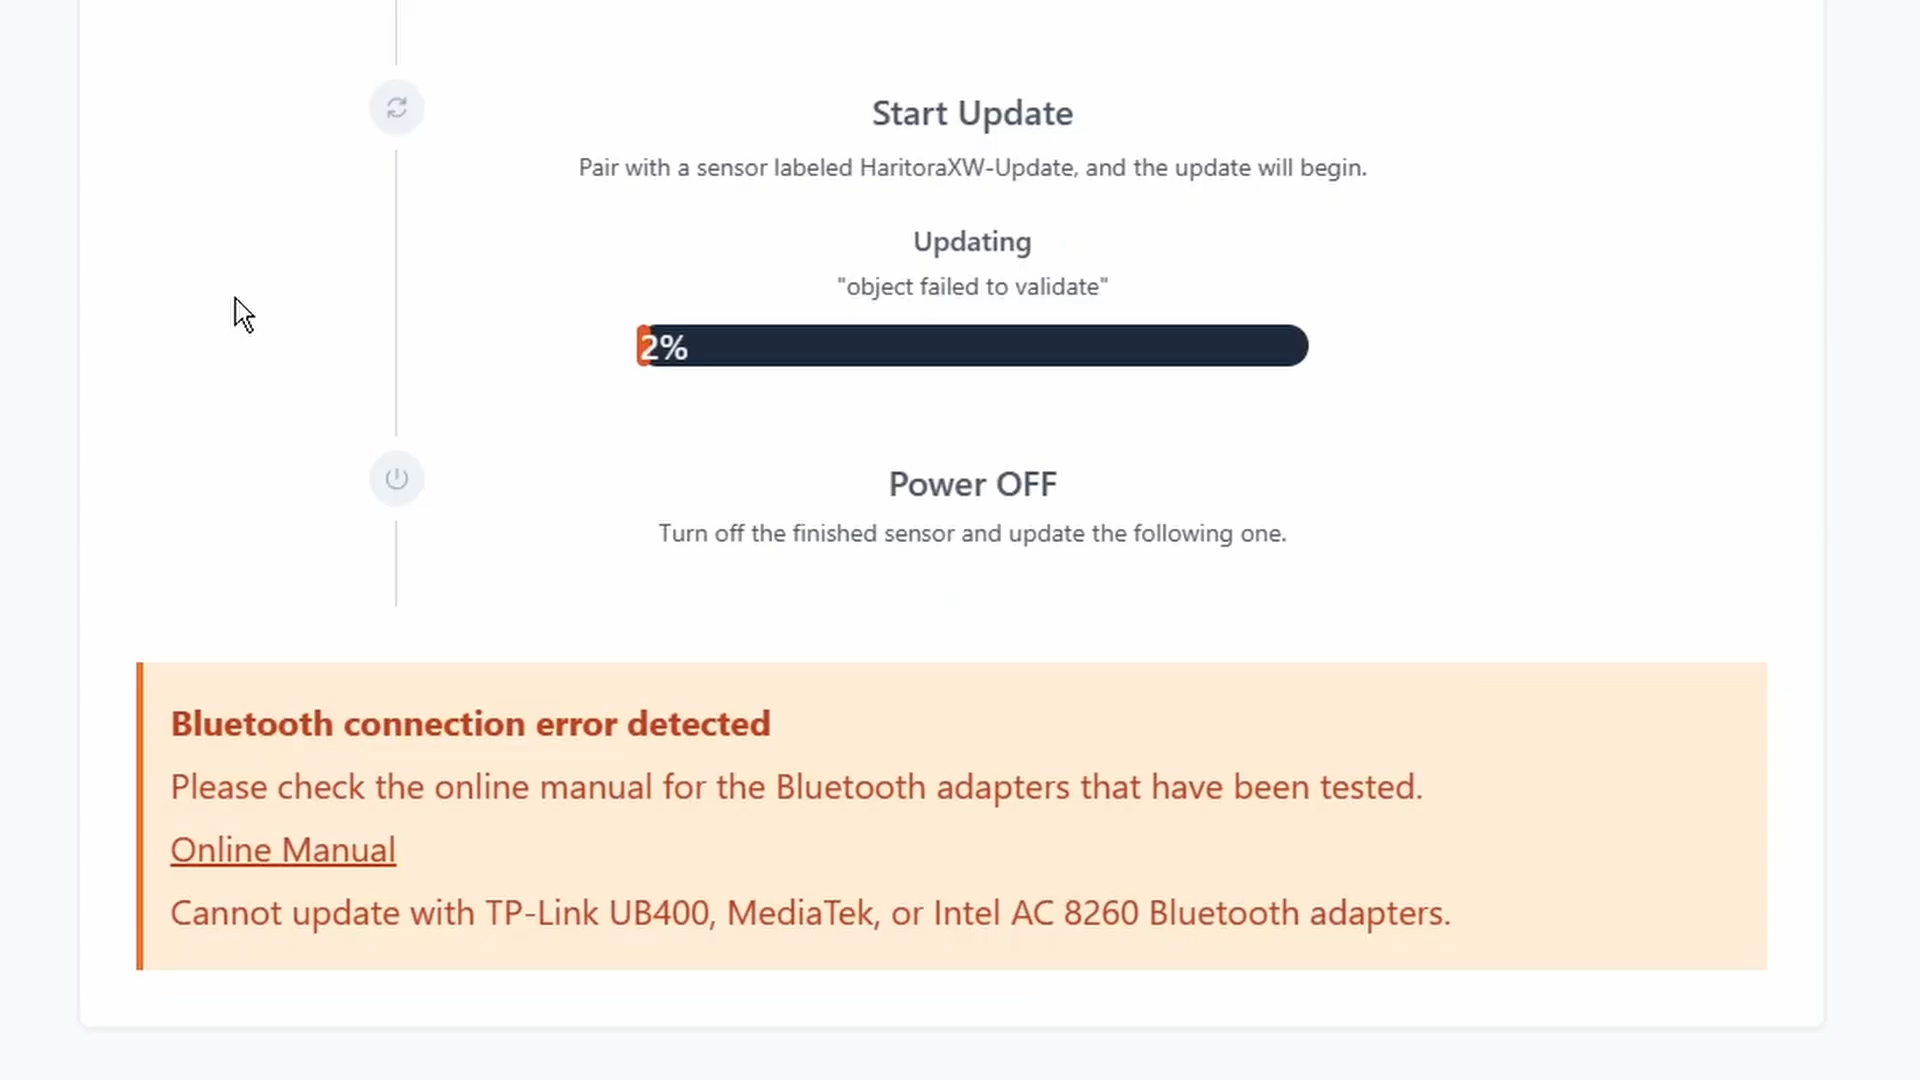 Start Update
Pair with a sensor labeled HaritoraXW-Update, and the update will begin.
Updating
"object failed to validate"
2%
Power OFF
Turn off the finished sensor and update the following one.
Bluetooth connection error detected
Please check the online manual for the Bluetooth adapters that have been tested.
Online Manual
Cannot update with TP-Link UB400, MediaTek, or Intel AC 8260 Bluetooth adapters.